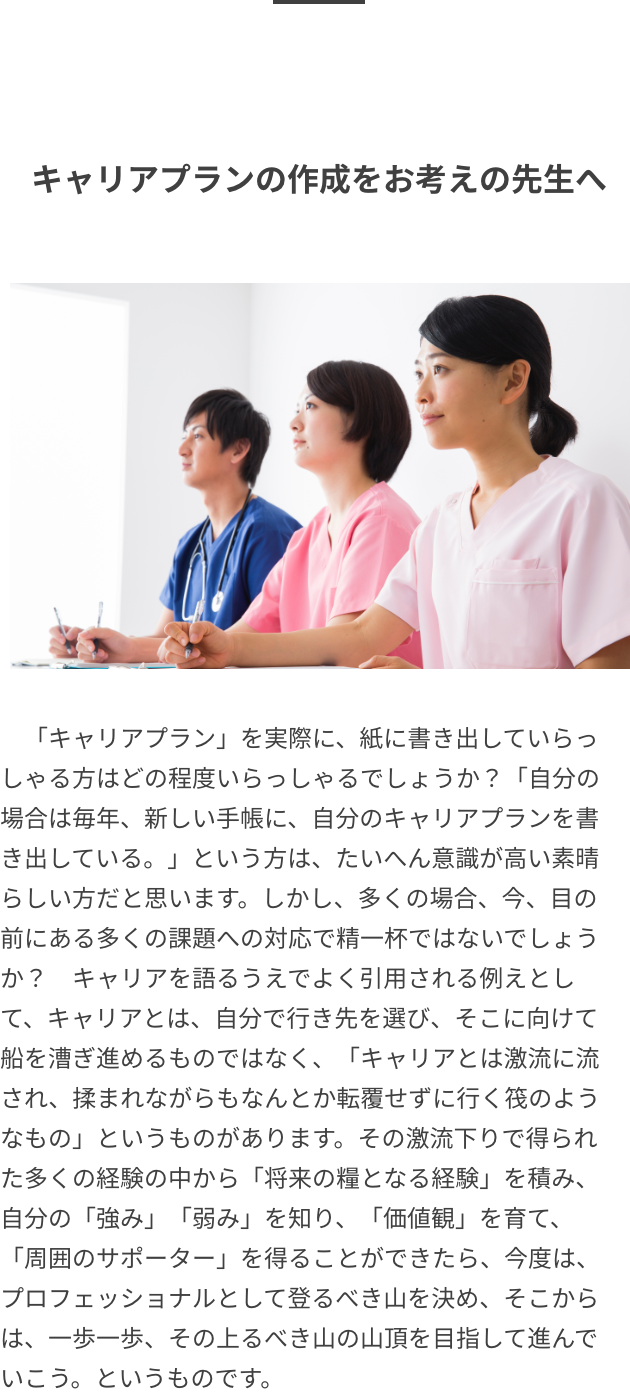 キャリアプランの作成をお考えの先生へ
「キャリアプラン」を実際に、紙に書き出していらっ
しゃる方はどの程度いらっしゃるでしょうか？「自分の
場合は毎年、新しい手帳に、自分のキャリアプランを書
き出している。」という方は、たいへん意識が高い素晴
らしい方だと思います。しかし、多くの場合、今、目の
前にある多くの課題への対応で精一杯ではないでしょう
か？　キャリアを語るうえでよく引用される例えとし
て、キャリアとは、自分で行き先を選び、そこに向けて
船を漕ぎ進めるものではなく、「キャリアとは激流に流
され、揉まれながらもなんとか転覆せずに行く筏のよう
なもの」というものがあります。その激流下りで得られ
た多くの経験の中から「将来の糧となる経験」を積み、
自分の「強み」「弱み」を知り、「価値観」を育て、
「周囲のサポーター」を得ることができたら、今度は、
プロフェッショナルとして登るべき山を決め、そこから
は、一歩一歩、その上るべき山の山頂を目指して進んで
いこう。というものです。